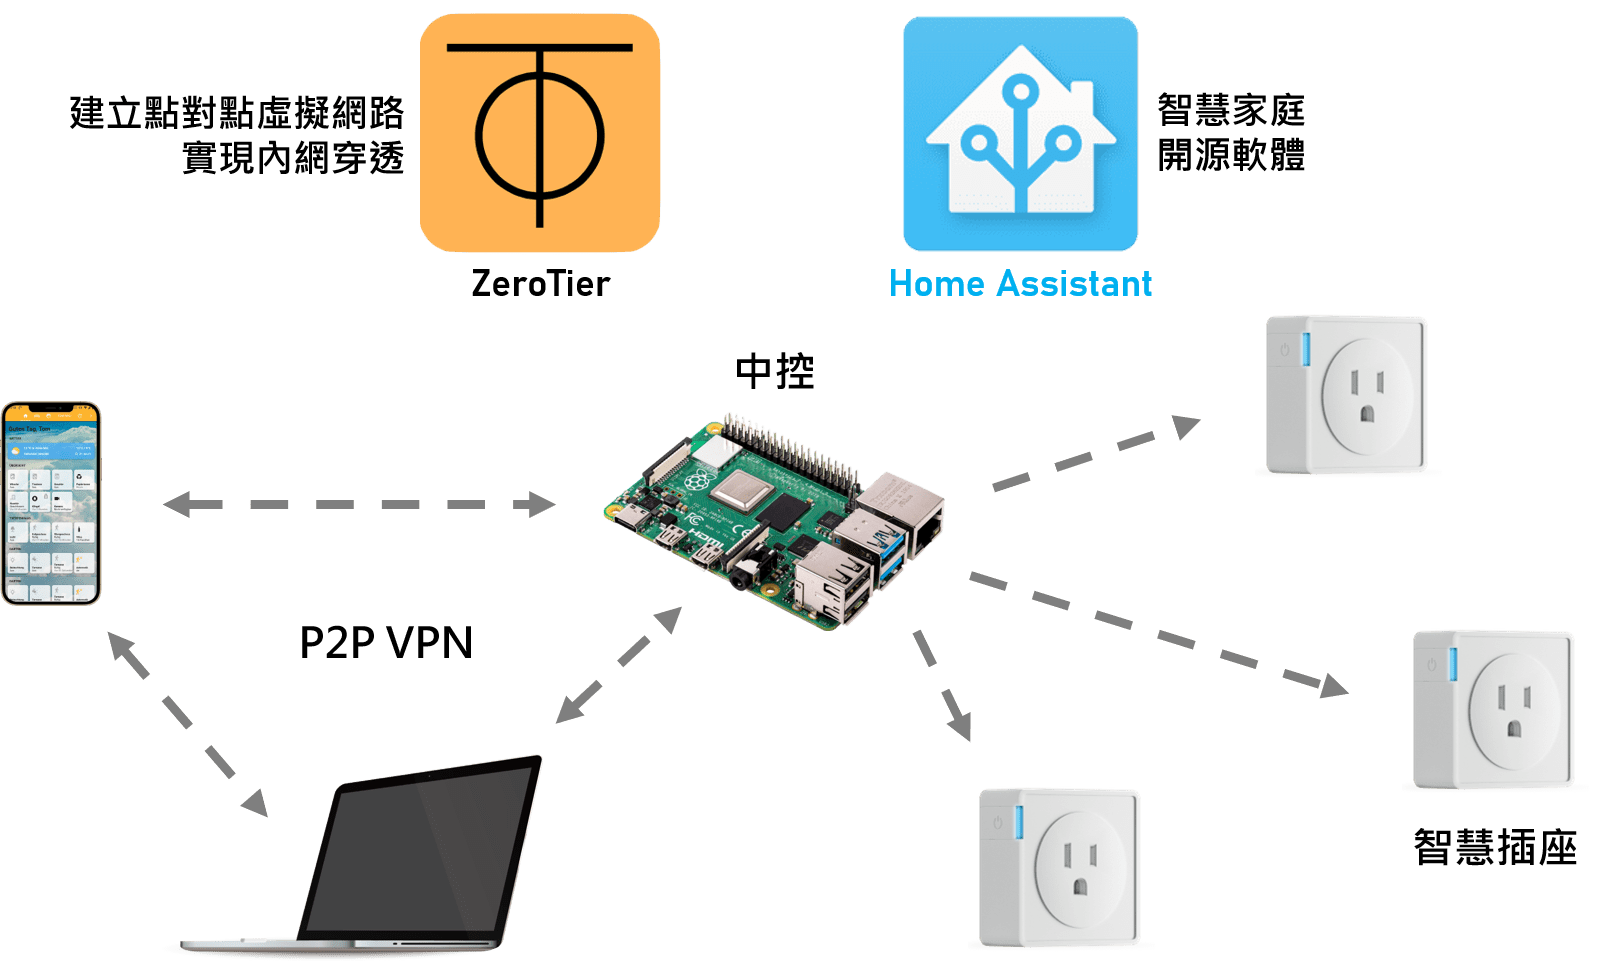 建立點對點虛擬網路
實現內網穿透
ZeroTier
智慧家庭
開源軟體
Home Assistant
中控
P2P VPN
HDMI
智慧插座